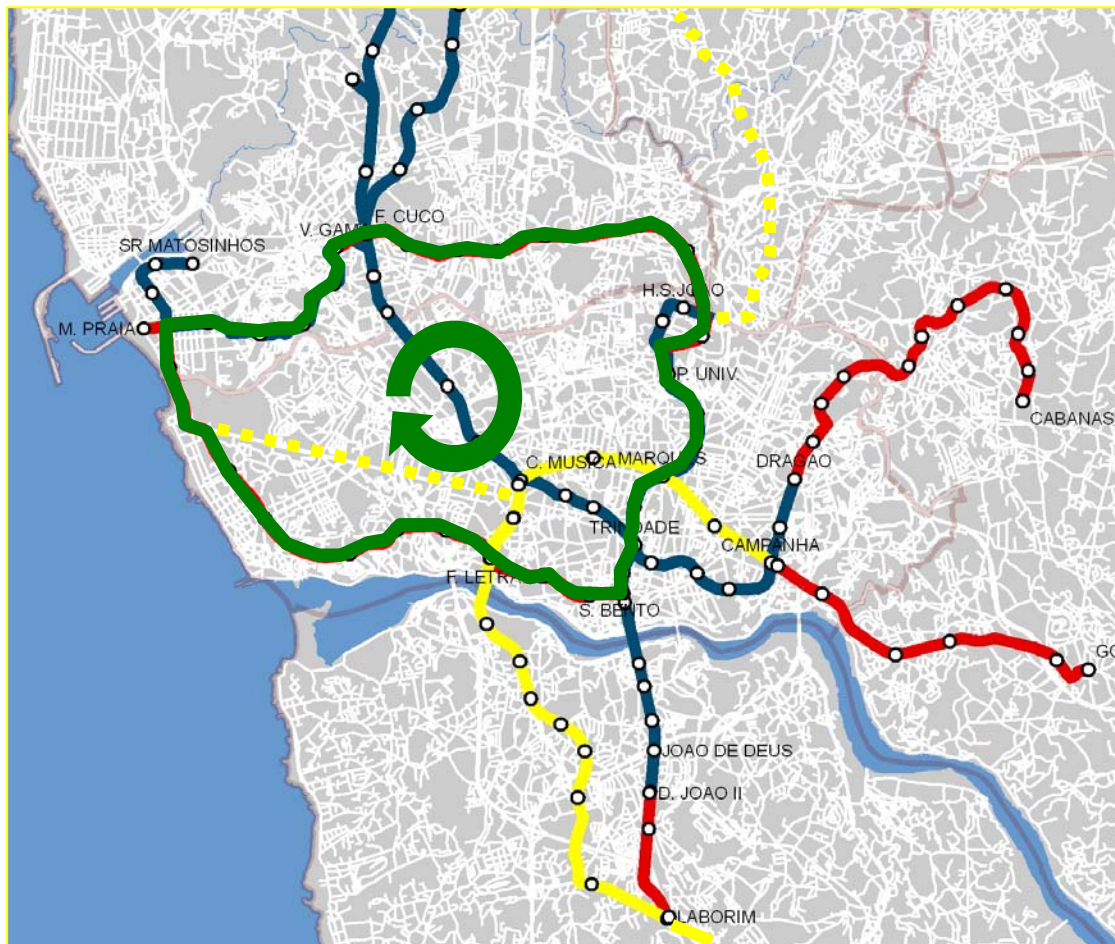 F. CUCO
V. GAMA
SR MATOSINHOS
H.S.JOAO
M. PRAIA
P. UNIV.
CABANAS
C. MUSICA
MARQUES
DRAGAO
TRINDADE
CAMPANHA
F. LETRA
S. BENTO
GO
JOAO DE DEUS
D. JOAO II
LABORIM